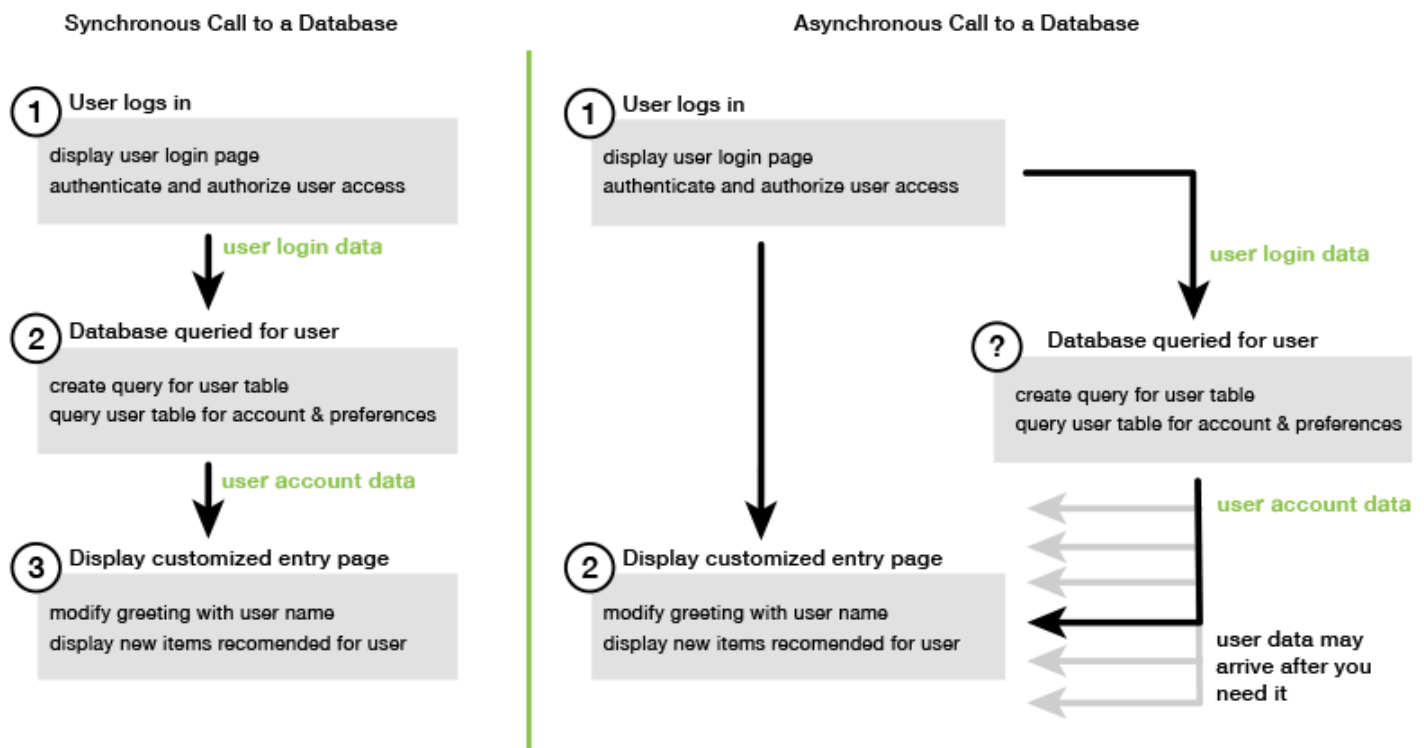 Synchronous Call to a Database
1
User logs in
display user login page
authenticate and authorize user access
user login data
2
Database queried for user
create query for user table
query user table for account & preferences
user account data
3
Display customized entry page
modify greeting with user name
display new items recomended for user
Asynchronous Call to a Database
1
User logs in
display user login page
authenticate and authorize user access
user login data
?
Database queried for user
create query for user table
query user table for account & preferences
user account data
2
Display customized entry page
modify greeting with user name
display new items recomended for user
user data may
arrive after you
need it